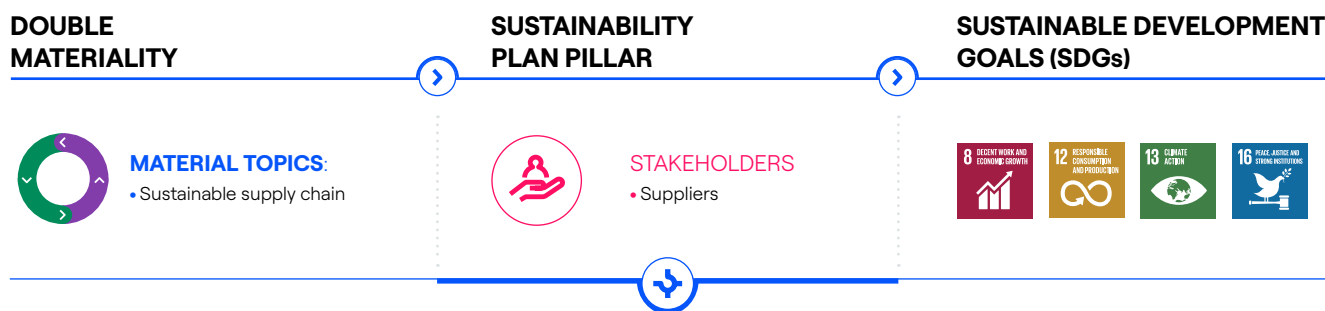 DOUBLE
MATERIALITY
SUSTAINABILITY
PLAN PILLAR
SUSTAINABLE DEVELOPMENT
GOALS (SDGs)
MATERIAL TOPICS:
• Sustainable supply chain
STAKEHOLDERS
• Suppliers
8 DECENT WORK AND
ECONOMIC GROWTH
12 RESPONSIBLE
CONSUMPTION
AND PRODUCTION
13 CLIMATE
ACTION
16 PEACE, JUSTICE AND
STRONG INSTITUTIONS